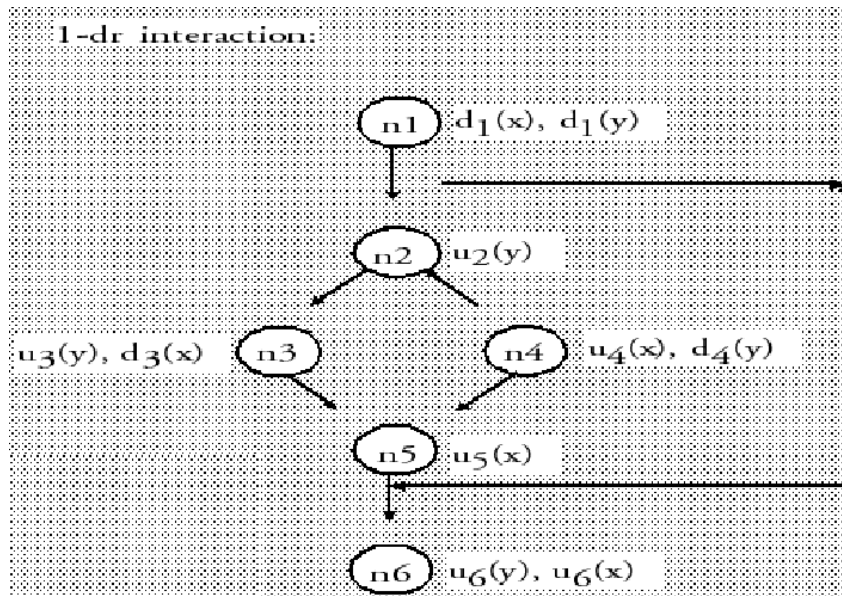 1-dr interaction:
n1 d1(x), d1(y)
n2 u2(y)
u3(y), d3(x) n3 n4 u4(x), d4(y)
n5 u5(x)
n6 u6(y), u6(x)